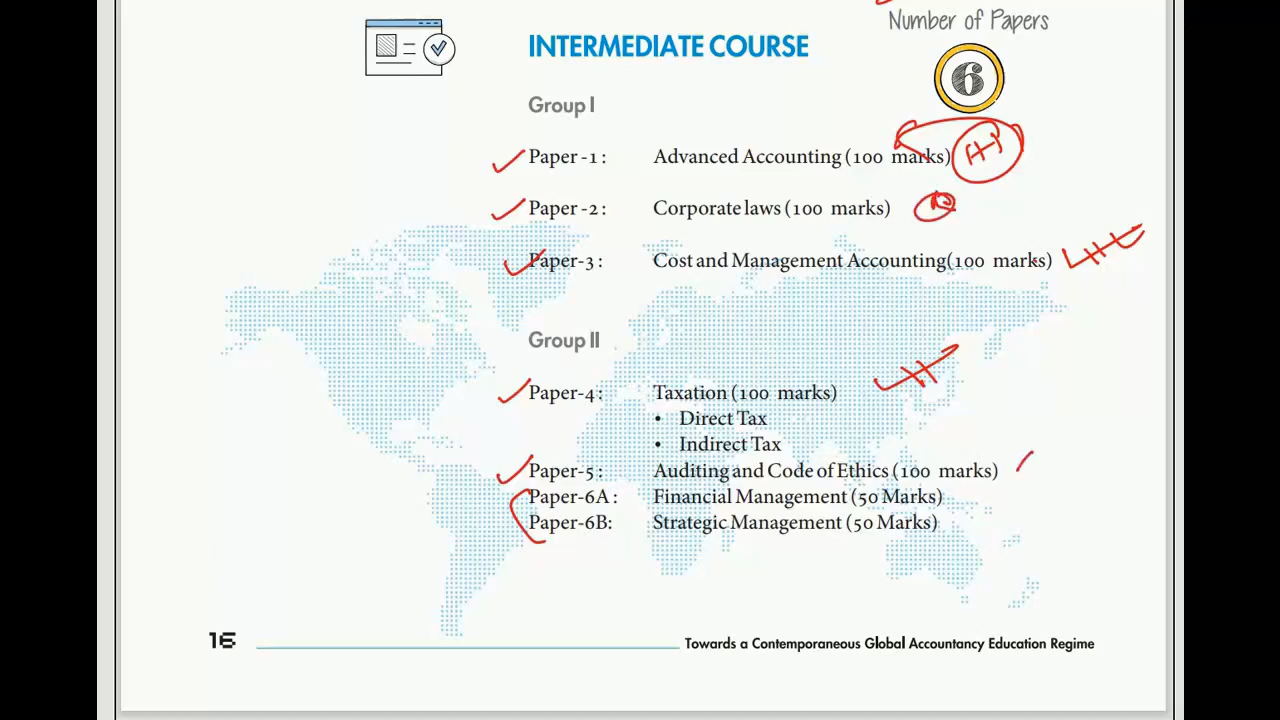 Number of Papers
INTERMEDIATE COURSE
6
Group I
Paper -1 : Advanced Accounting (100 marks)
Paper -2 : Corporate laws (100 marks)
Paper-3 : Cost and Management Accounting(100 marks)
Group II
Paper-4 : Taxation (100 marks)
• Direct Tax
• Indirect Tax
Paper-5 : Auditing and Code of Ethics (100 marks)
Paper-6A : Financial Management (50 Marks)
Paper-6B: Strategic Management (50 Marks)
16
Towards a Contemporaneous Global Accountancy Education Regime